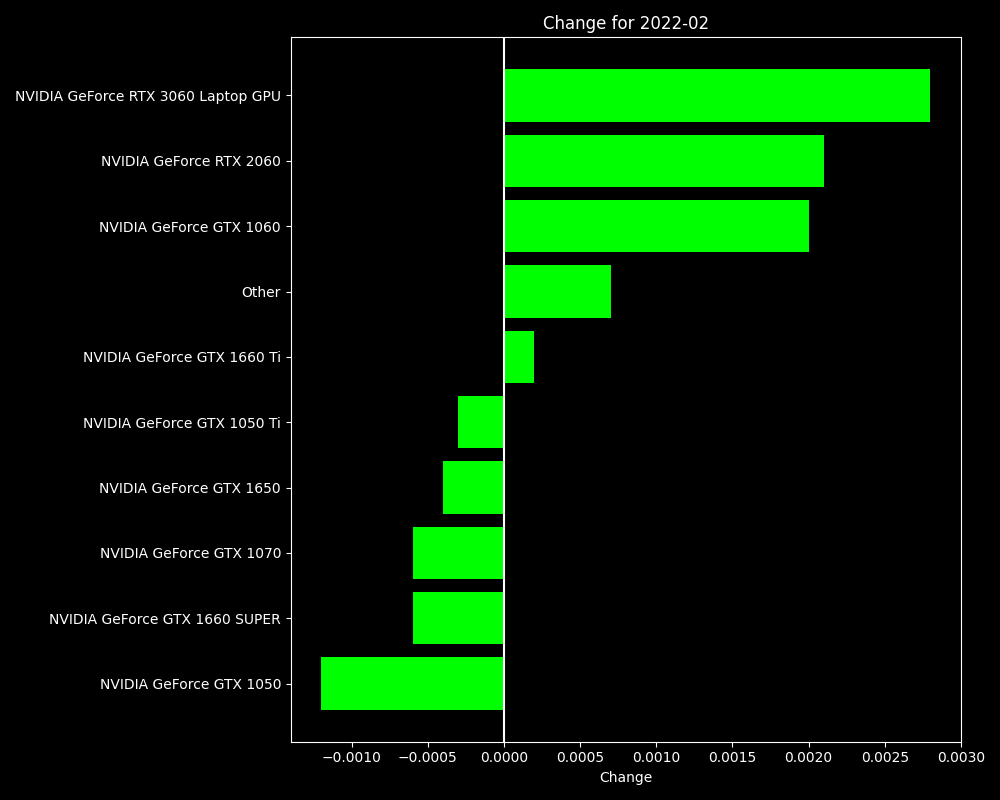 Change for 2022-02
NVIDIA GeForce RTX 3060 Laptop GPU
NVIDIA GeForce RTX 2060
NVIDIA GeForce GTX 1060
Other
NVIDIA GeForce GTX 1660 Ti
NVIDIA GeForce GTX 1050 Ti
NVIDIA GeForce GTX 1650
NVIDIA GeForce GTX 1070
NVIDIA GeForce GTX 1660 SUPER
NVIDIA GeForce GTX 1050
−0.0010 −0.0005 0.0000 0.0005 0.0010 0.0015 0.0020 0.0025 0.0030
Change